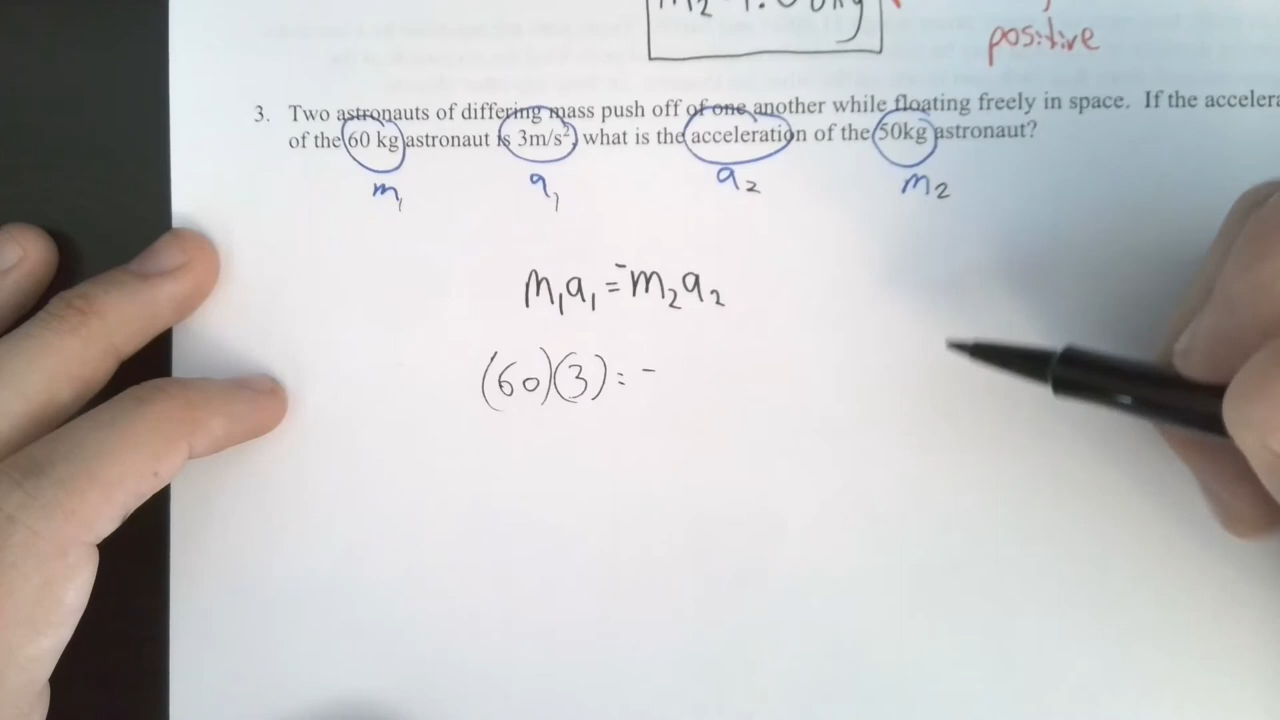 positive
3. Two astronauts of differing mass push off of one another while floating freely in space. If the accelera
of the 60 kg astronaut is 3m/s², what is the acceleration of the 50kg astronaut?
m₁ a₁ a₂ m₂
m₁a₁ = -m₂a₂
(60)(3) = -